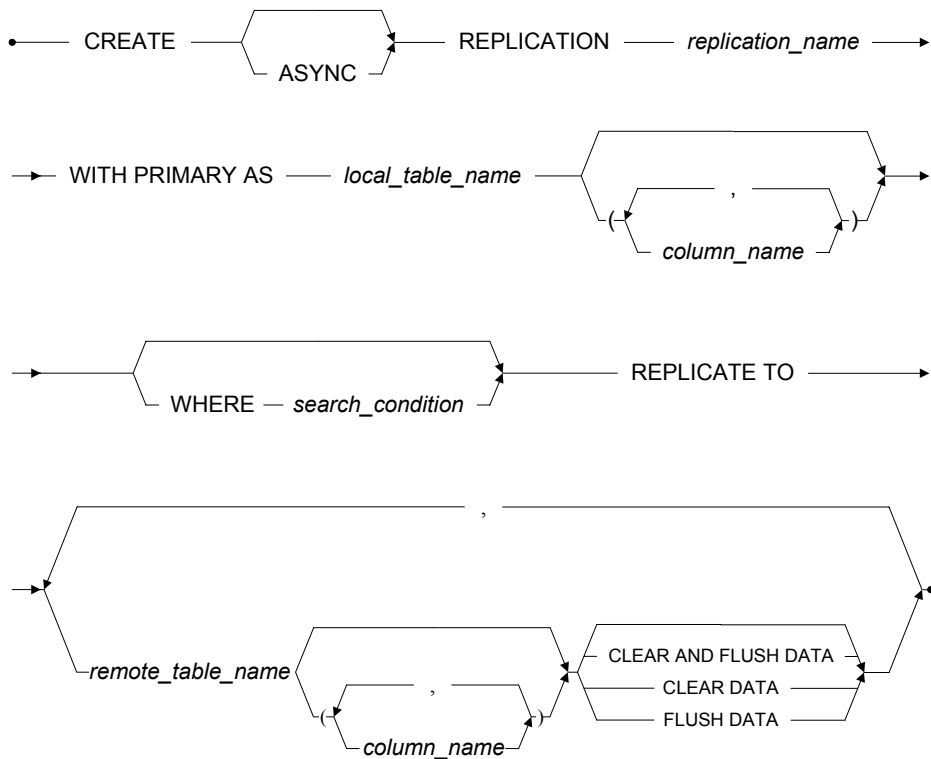 CREATE REPLICATION replication_name
ASYNC
WITH PRIMARY AS local_table_name
,
( )
column_name
REPLICATE TO
WHERE search_condition
,
CLEAR AND FLUSH DATA
remote_table_name
CLEAR DATA
,
( )
FLUSH DATA
column_name